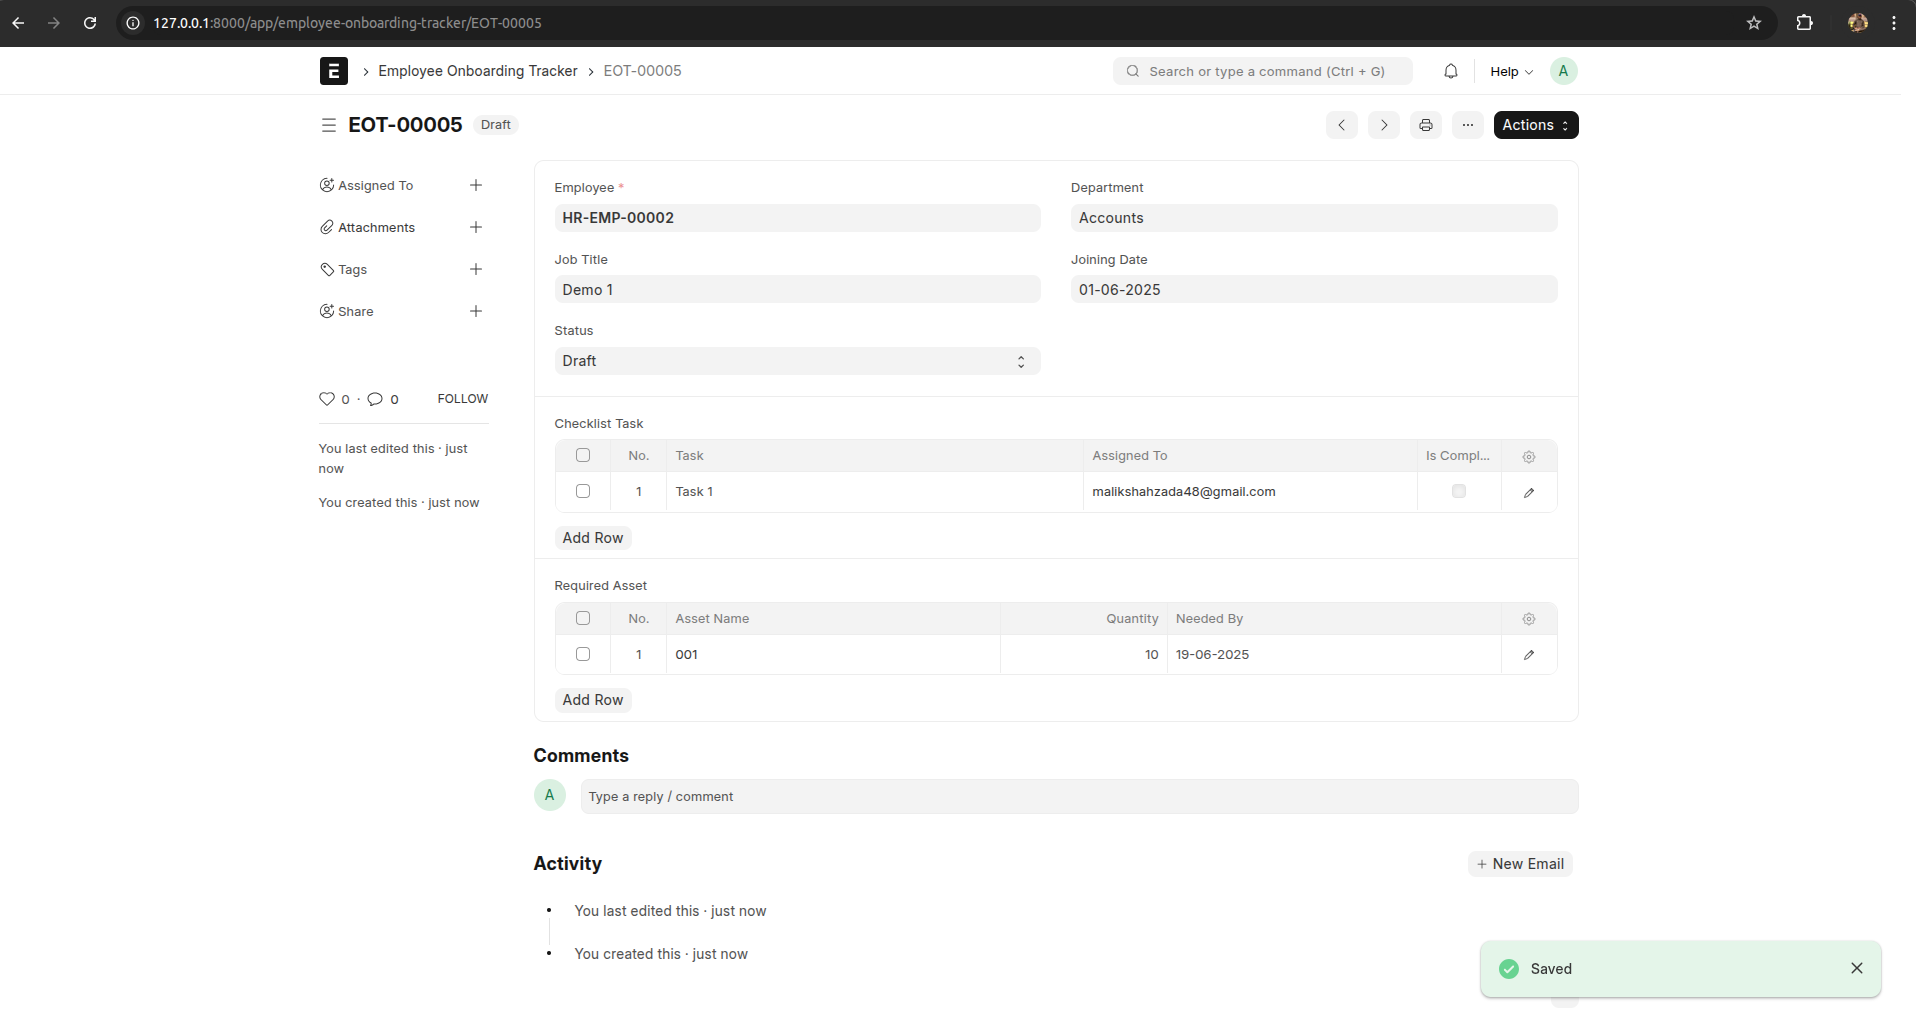 127.0.0.1:8000/app/employee-onboarding-tracker/EOT-00005
E > Employee Onboarding Tracker > EOT-00005
Search or type a command (Ctrl + G)
Help
A
EOT-00005
Draft
Actions
Assigned To
Attachments
Tags
Share
0 · 0
FOLLOW
You last edited this · just
now
You created this · just now
Employee *
HR-EMP-00002
Department
Accounts
Job Title
Demo 1
Joining Date
01-06-2025
Status
Draft
Checklist Task
No. Task Assigned To Is Compl...
1 Task 1 malikshahzada48@gmail.com
Add Row
Required Asset
No. Asset Name Quantity Needed By
1 001 10 19-06-2025
Add Row
Comments
A
Type a reply / comment
Activity
+ New Email
You last edited this · just now
You created this · just now
Saved